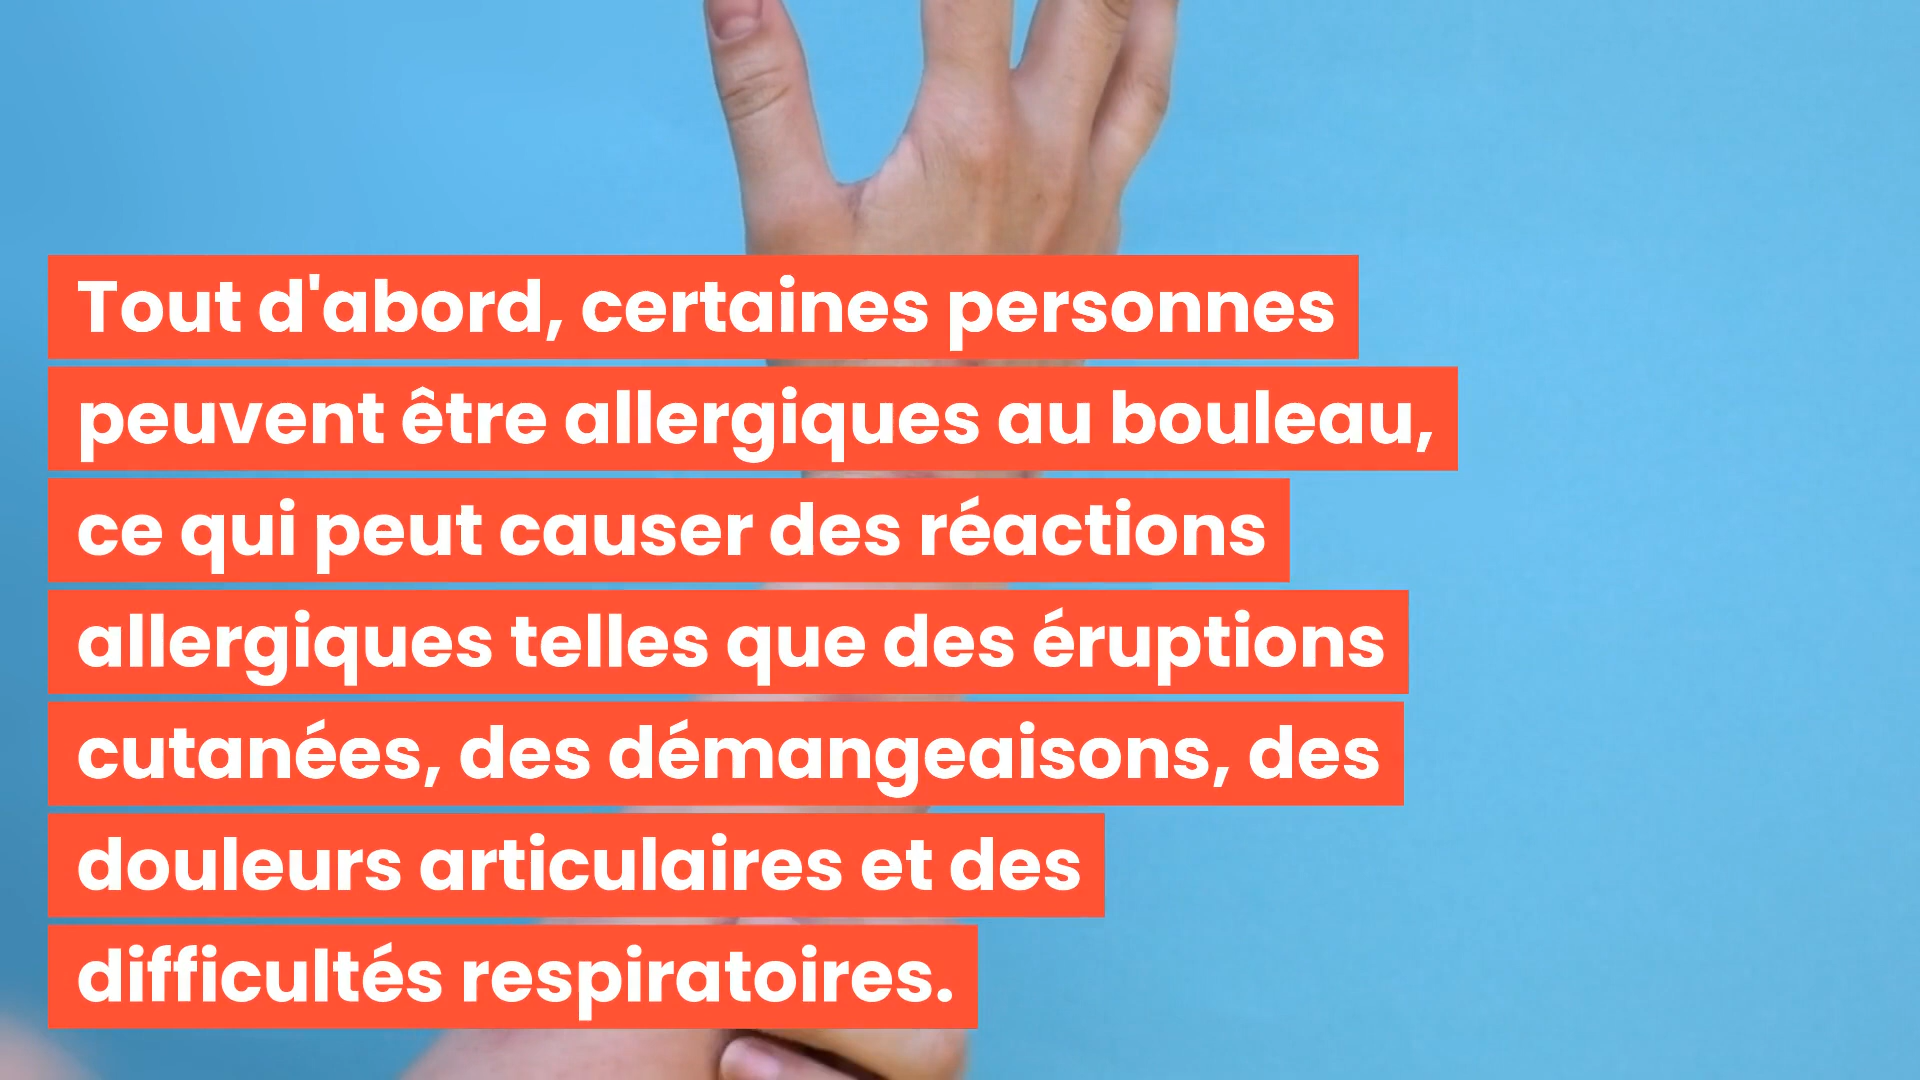 Tout d'abord, certaines personnes
peuvent être allergiques au bouleau,
ce qui peut causer des réactions
allergiques telles que des éruptions
cutanées, des démangeaisons, des
douleurs articulaires et des
difficultés respiratoires.